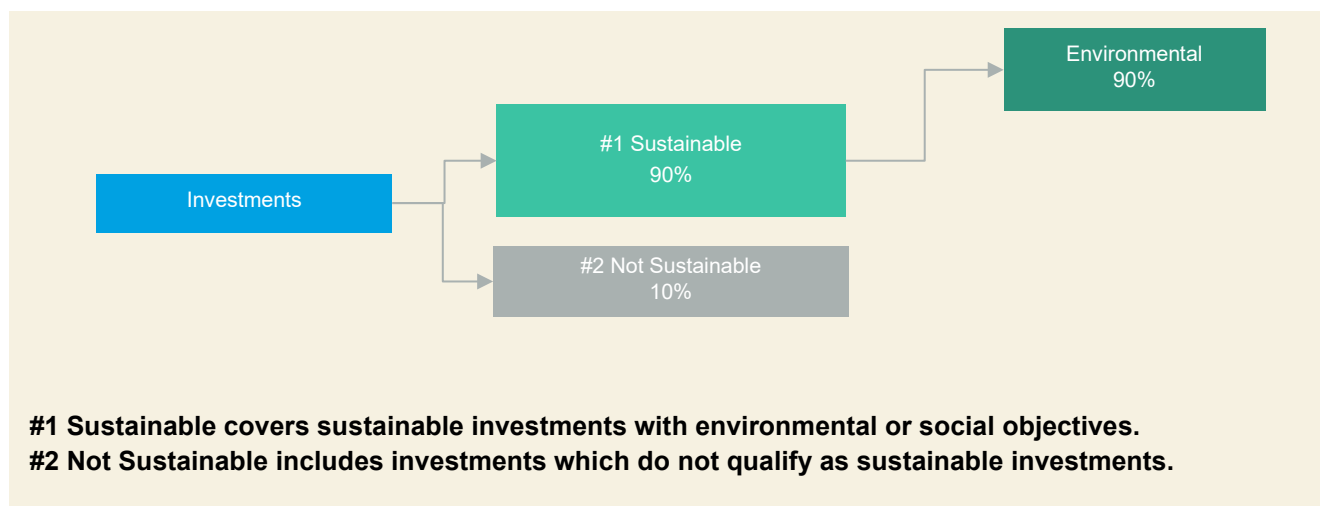 Environmental
90%
#1 Sustainable
90%
Investments
#2 Not Sustainable
10%
#1 Sustainable covers sustainable investments with environmental or social objectives.
#2 Not Sustainable includes investments which do not qualify as sustainable investments.